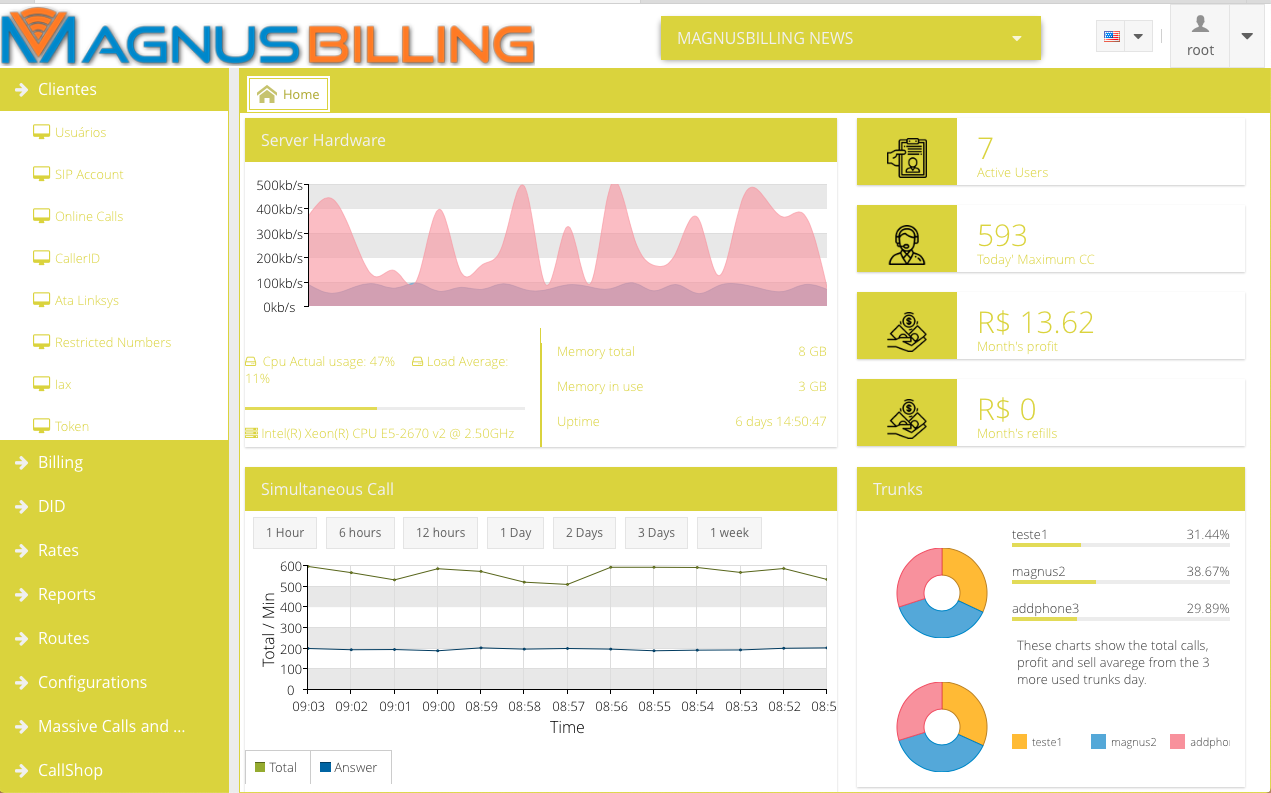 MAGNUSBILLING
MAGNUSBILLING NEWS
root
Clientes
Usuários
SIP Account
Online Calls
CallerID
Ata Linksys
Restricted Numbers
Iax
Token
Billing
DID
Rates
Reports
Routes
Configurations
Massive Calls and ...
CallShop
Home
Server Hardware
500kb/s
400kb/s
300kb/s
200kb/s
100kb/s
0kb/s
Cpu Actual usage: 47% Load Average:
11%
Intel(R) Xeon(R) CPU E5-2670 v2 @ 2.50GHz
Memory total 8 GB
Memory in use 3 GB
Uptime 6 days 14:50:47
7
Active Users
593
Today' Maximum CC
R$ 13.62
Month's profit
R$ 0
Month's refills
Simultaneous Call
1 Hour 6 hours 12 hours 1 Day 2 Days 3 Days 1 week
Total / Min
600
500
400
300
200
100
0
09:03 09:02 09:01 09:00 08:59 08:58 08:57 08:56 08:55 08:54 08:53 08:52 08:5
Time
Total Answer
Trunks
teste1 31.44%
magnus2 38.67%
addphone3 29.89%
These charts show the total calls,
profit and sell avarege from the 3
more used trunks day.
teste1 magnus2 addpho